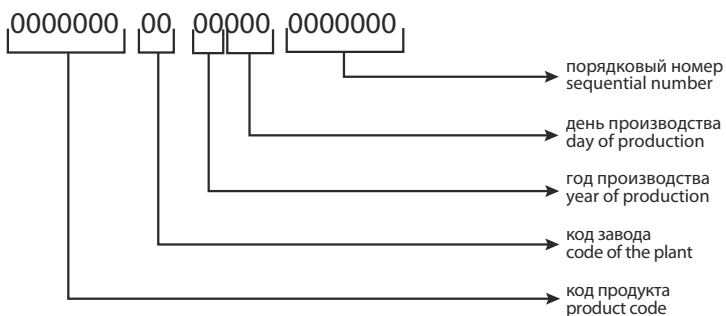 0000000 00 00000 0000000
порядковый номер
sequential number
день производства
day of production
год производства
year of production
код завода
code of the plant
код продукта
product code